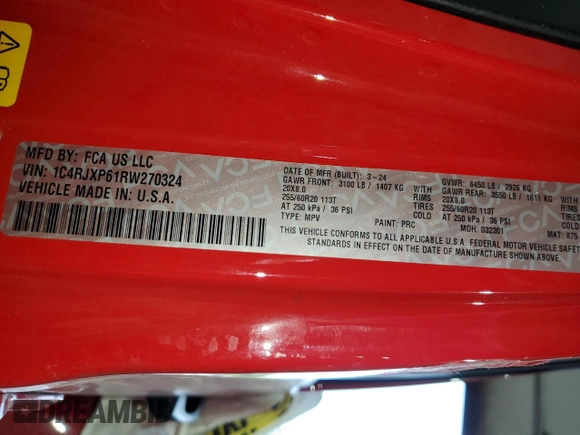 MFD BY: FCA US LLC
VIN: 1C4RJXP61RW270324
VEHICLE MADE IN U.S.A.
DATE OF MFR (BUILT): 3-24
GAWR FRONT: 3100 LB / 1407 KG WITH
20X8.0 RIMS
255/60R20 113T TIRES
AT 250 kPa / 36 PSI COLD
TYPE: MPV PAINT: PRC
GVWR: 6450 LB / 2926 KG
GAWR REAR: 3550 LB / 1611 KG WITH
20X8.0 RIMS
255/60R20 113T TIRES
AT 250 kPa / 36 PSI COLD
MDH: 032301 MKT: 875
THIS VEHICLE CONFORMS TO ALL APPLICABLE U.S.A. FEDERAL MOTOR VEHICLE SAFETY
STANDARDS IN EFFECT ON THE DATE OF MANUFACTURE SHOWN ABOVE.
DREAMBID